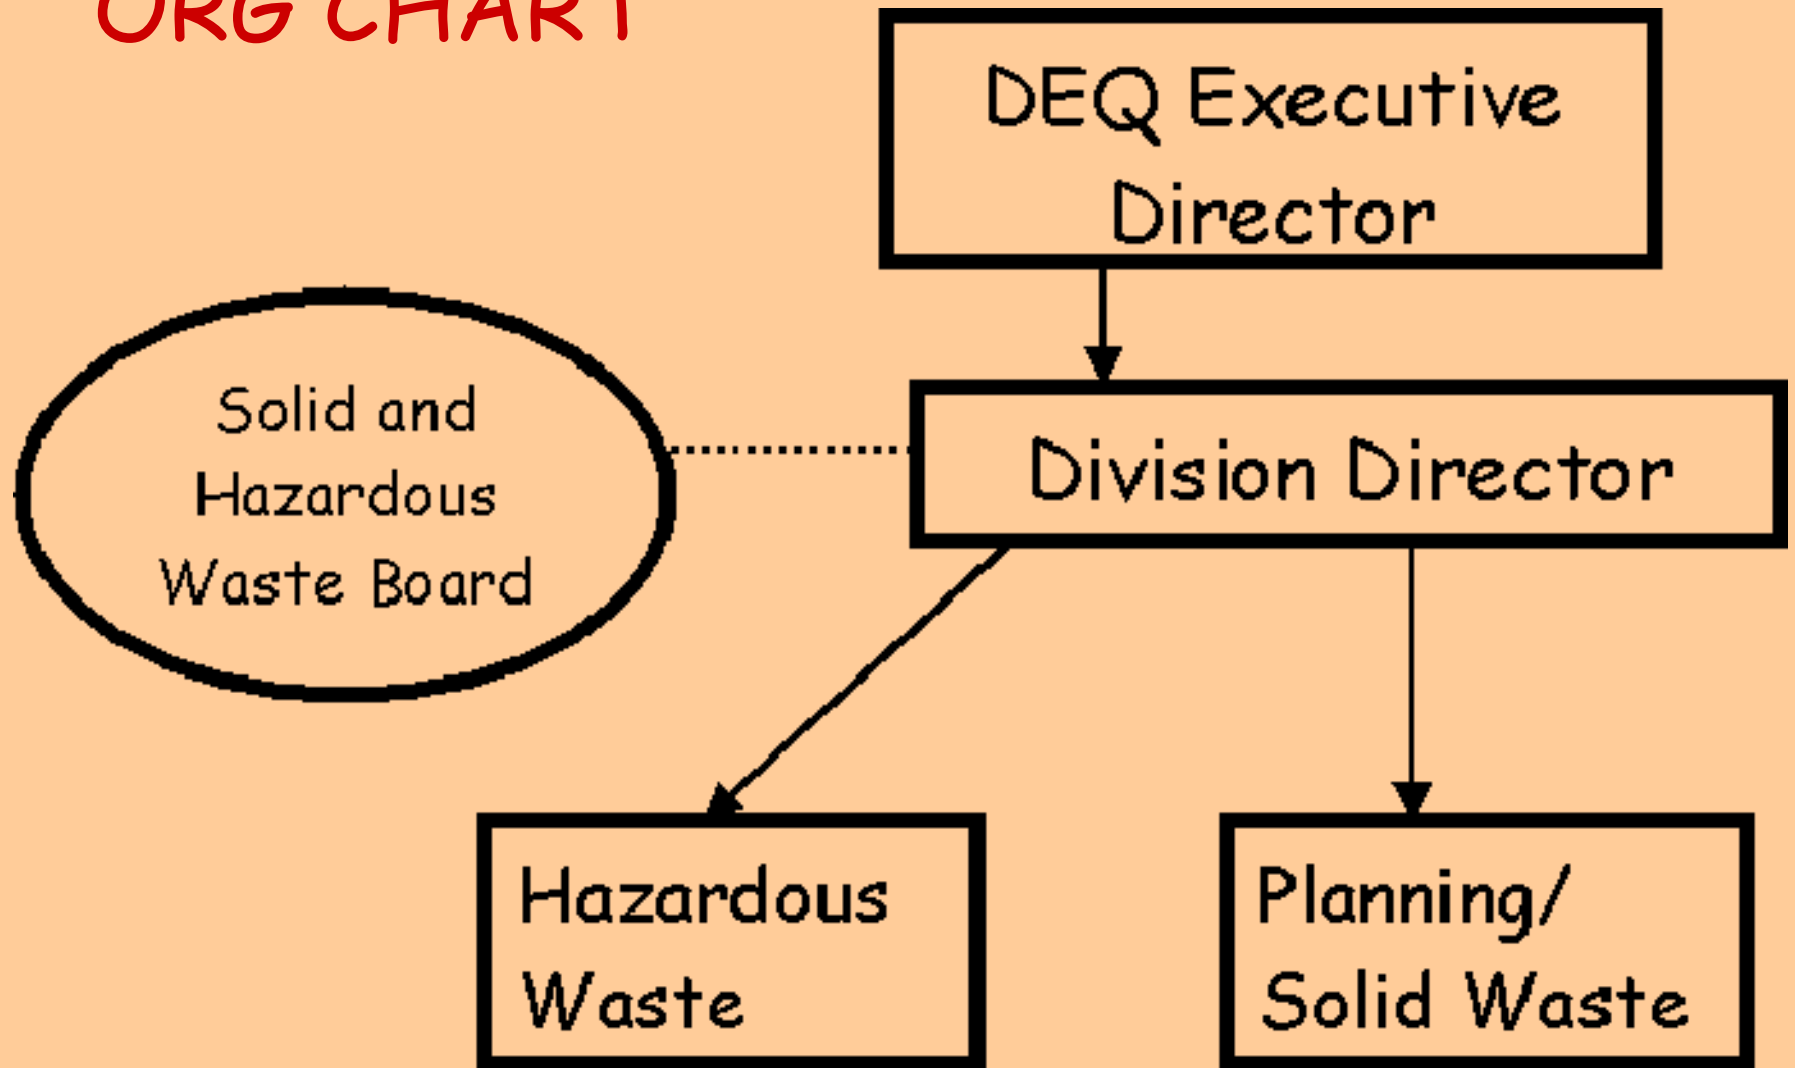 ORG CHART
DEQ Executive
Director
Solid and
Hazardous
Waste Board
Division Director
Hazardous
Waste
Planning/
Solid Waste